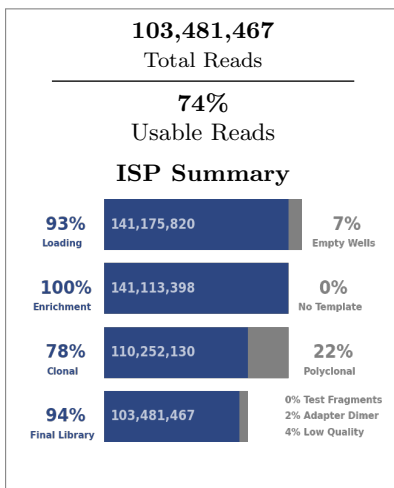 103,481,467
Total Reads
74%
Usable Reads
ISP Summary
93%
Loading
141,175,820
7%
Empty Wells
100%
Enrichment
141,113,398
0%
No Template
78%
Clonal
110,252,130
22%
Polyclonal
94%
Final Library
103,481,467
0% Test Fragments
2% Adapter Dimer
4% Low Quality